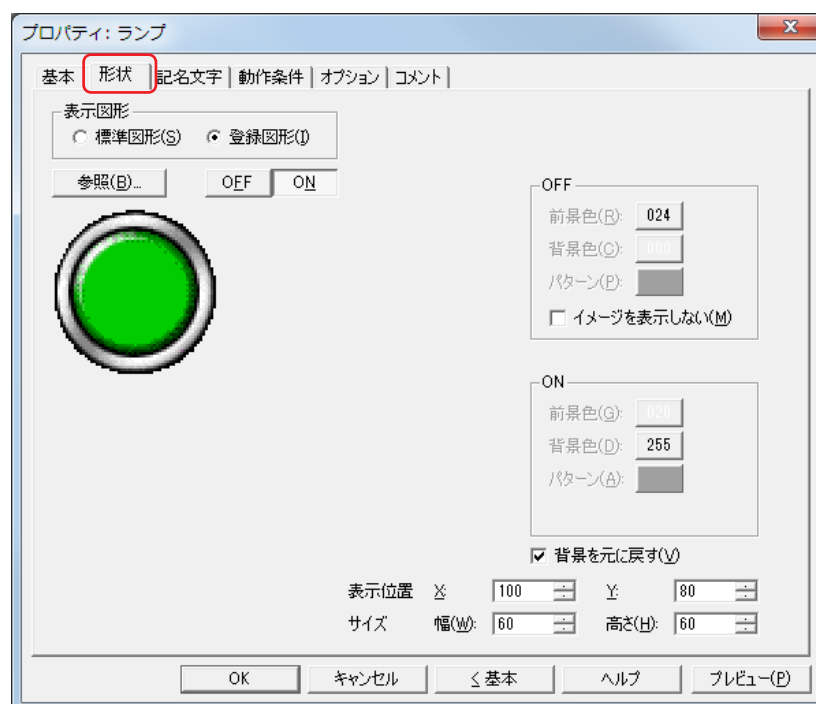 プロパティ: ランプ
x
基本 形状 記名文字 動作条件 オプション コメント
表示図形
標準図形(S) 登録図形(I)
参照(B)... OFF ON
OFF
前景色(R): 024
背景色(C): 000
パターン(P):
イメージを表示しない(M)
ON
前景色(G): 020
背景色(D): 255
パターン(A):
背景を元に戻す(V)
表示位置 X: 100 Y: 80
サイズ 幅(W): 60 高さ(H): 60
OK キャンセル <基本 ヘルプ プレビュー(P)